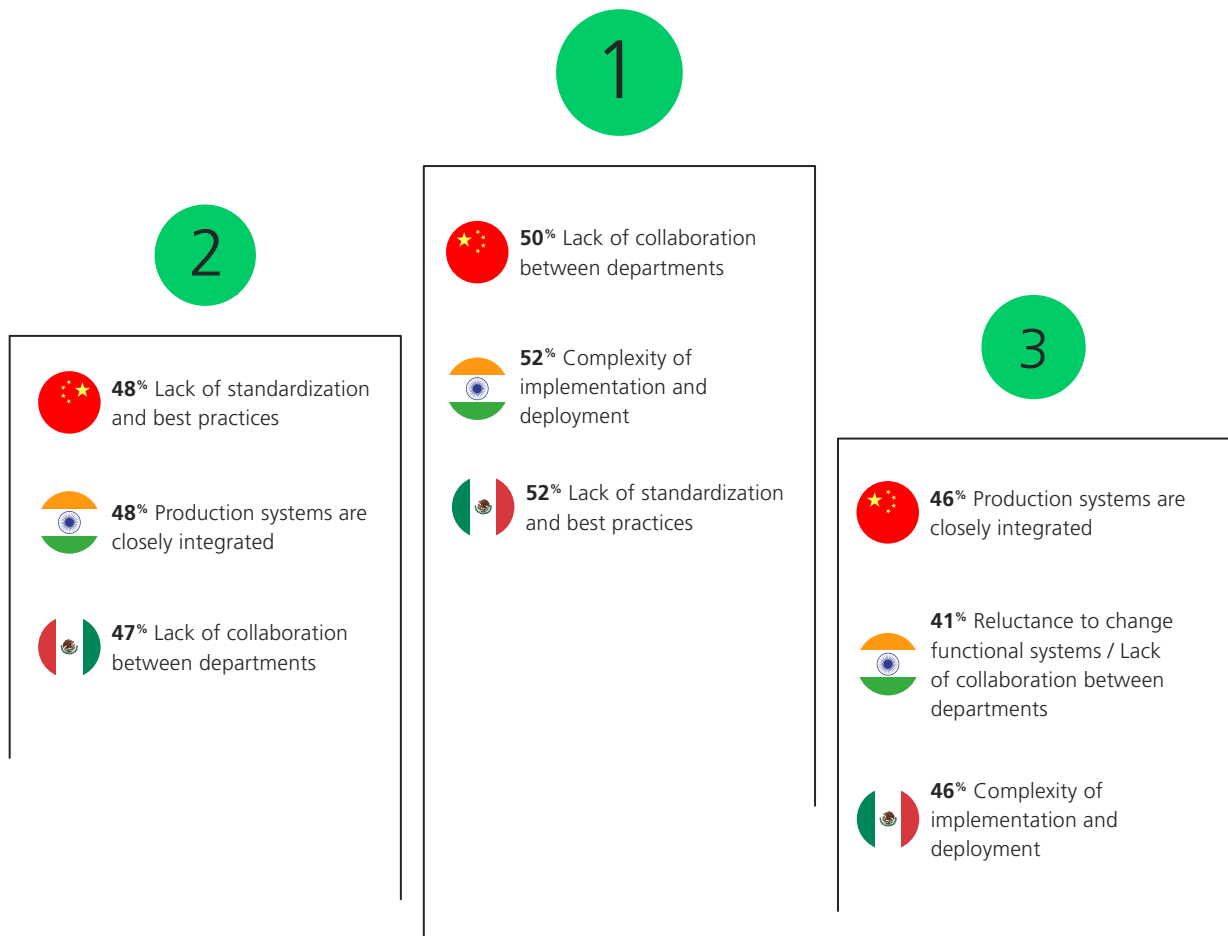 1
50% Lack of collaboration
between departments
52% Complexity of
implementation and
deployment
52% Lack of standardization
and best practices
2
48% Lack of standardization
and best practices
48% Production systems are
closely integrated
47% Lack of collaboration
between departments
3
46% Production systems are
closely integrated
41% Reluctance to change
functional systems / Lack
of collaboration between
departments
46% Complexity of
implementation and
deployment